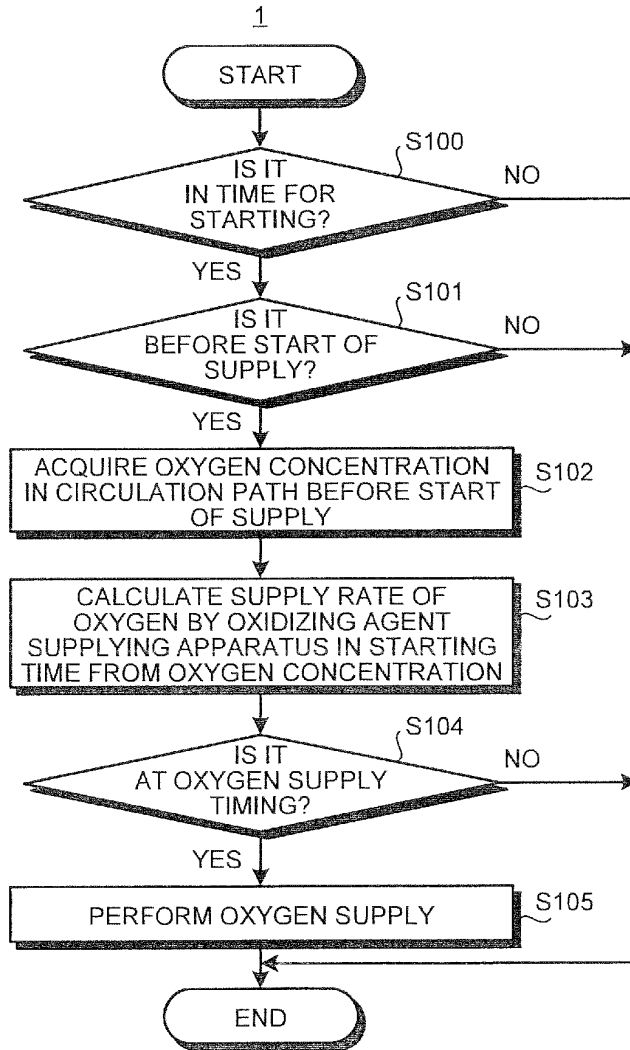 1
START
S100
IS IT
IN TIME FOR
STARTING?
NO
YES
S101
IS IT
BEFORE START OF
SUPPLY?
NO
YES
ACQUIRE OXYGEN CONCENTRATION
IN CIRCULATION PATH BEFORE START
OF SUPPLY
S102
CALCULATE SUPPLY RATE OF
OXYGEN BY OXIDIZING AGENT
SUPPLYING APPARATUS IN STARTING
TIME FROM OXYGEN CONCENTRATION
S103
S104
IS IT
AT OXYGEN SUPPLY
TIMING?
NO
YES
PERFORM OXYGEN SUPPLY
S105
END